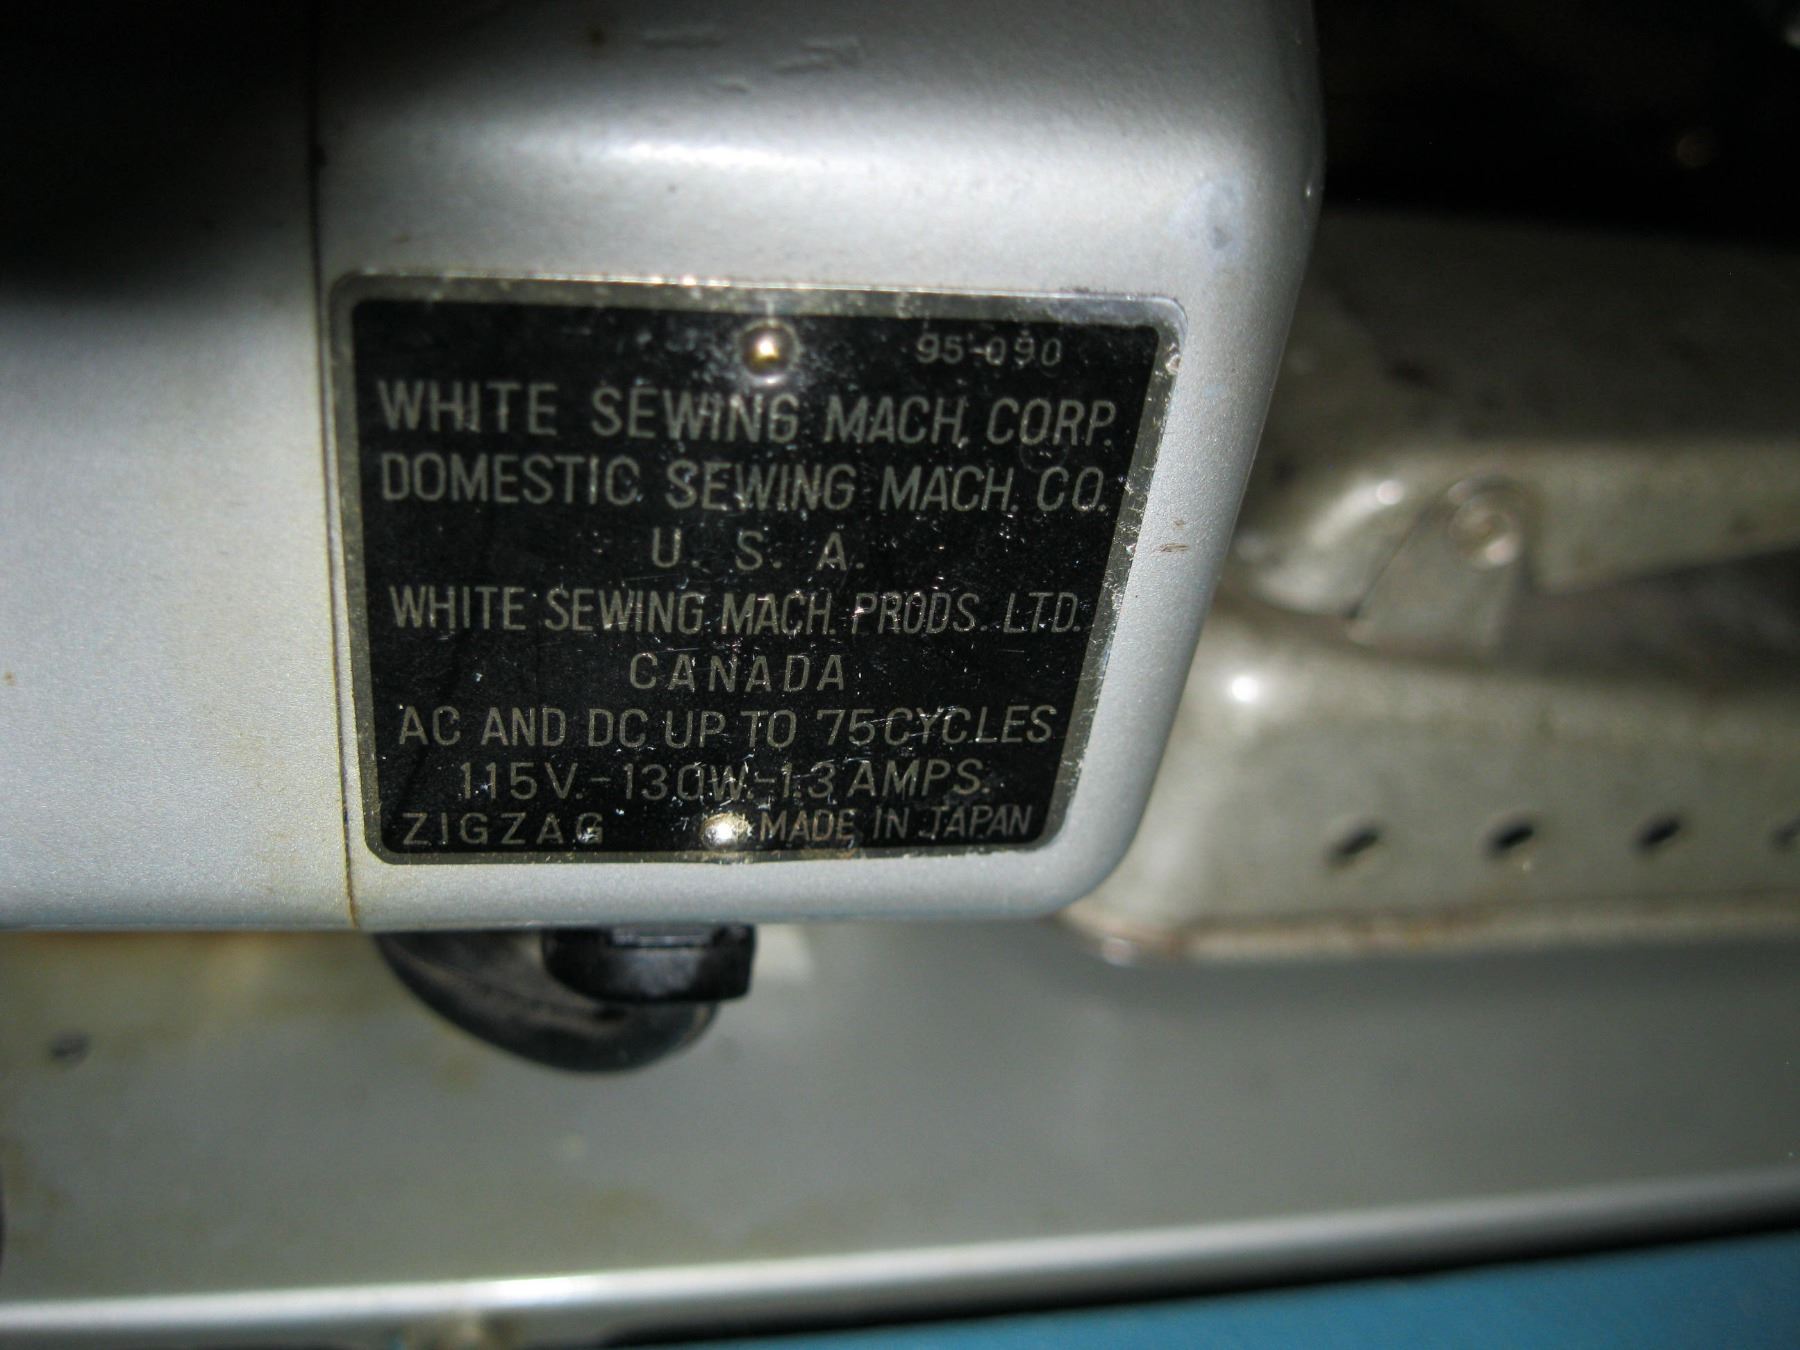 95-090
WHITE SEWING MACH. CORP.
DOMESTIC SEWING MACH. CO.
U. S. A.
WHITE SEWING MACH. PRODS. LTD.
CANADA
AC AND DC UP TO 75 CYCLES
115V.-130W.-1.3 AMPS.
ZIGZAG MADE IN JAPAN